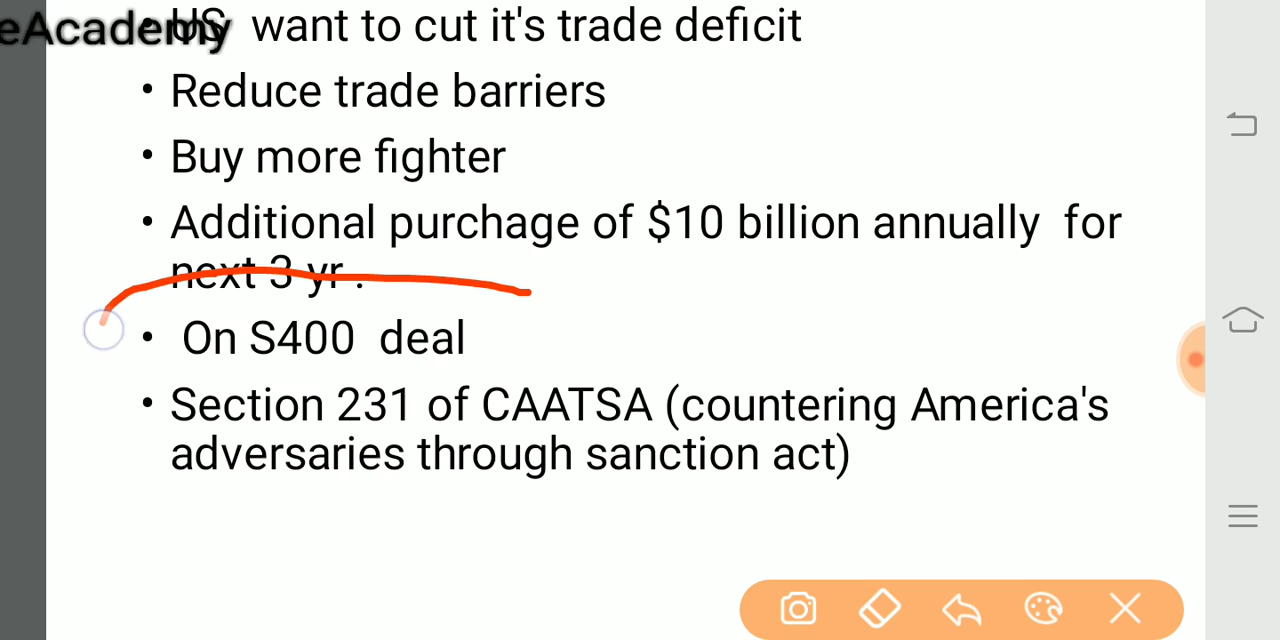 eAcademy
• US want to cut it's trade deficit
• Reduce trade barriers
• Buy more fighter
• Additional purchage of $10 billion annually for
next 3 yr .
• On S400 deal
• Section 231 of CAATSA (countering America's
adversaries through sanction act)